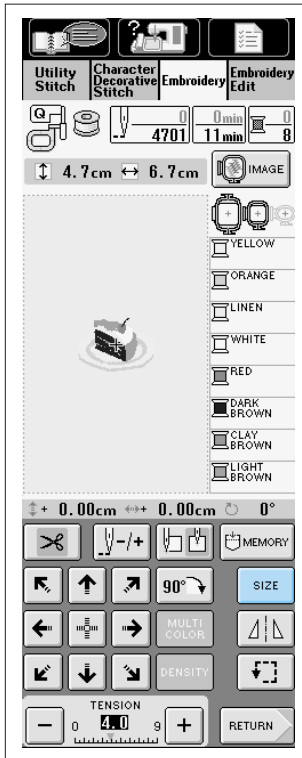 Utility Stitch
Character Decorative Stitch
Embroidery
Embroidery Edit
Q
0
4701
0min
11min
0
8
4.7cm 6.7cm
IMAGE
YELLOW
ORANGE
LINEN
WHITE
RED
DARK BROWN
CLAY BROWN
LIGHT BROWN
+ 0.00cm + 0.00cm 0°
-/+
MEMORY
90°
SIZE
MULTI COLOR
DENSITY
TENSION
- 0 4.0 9 +
RETURN